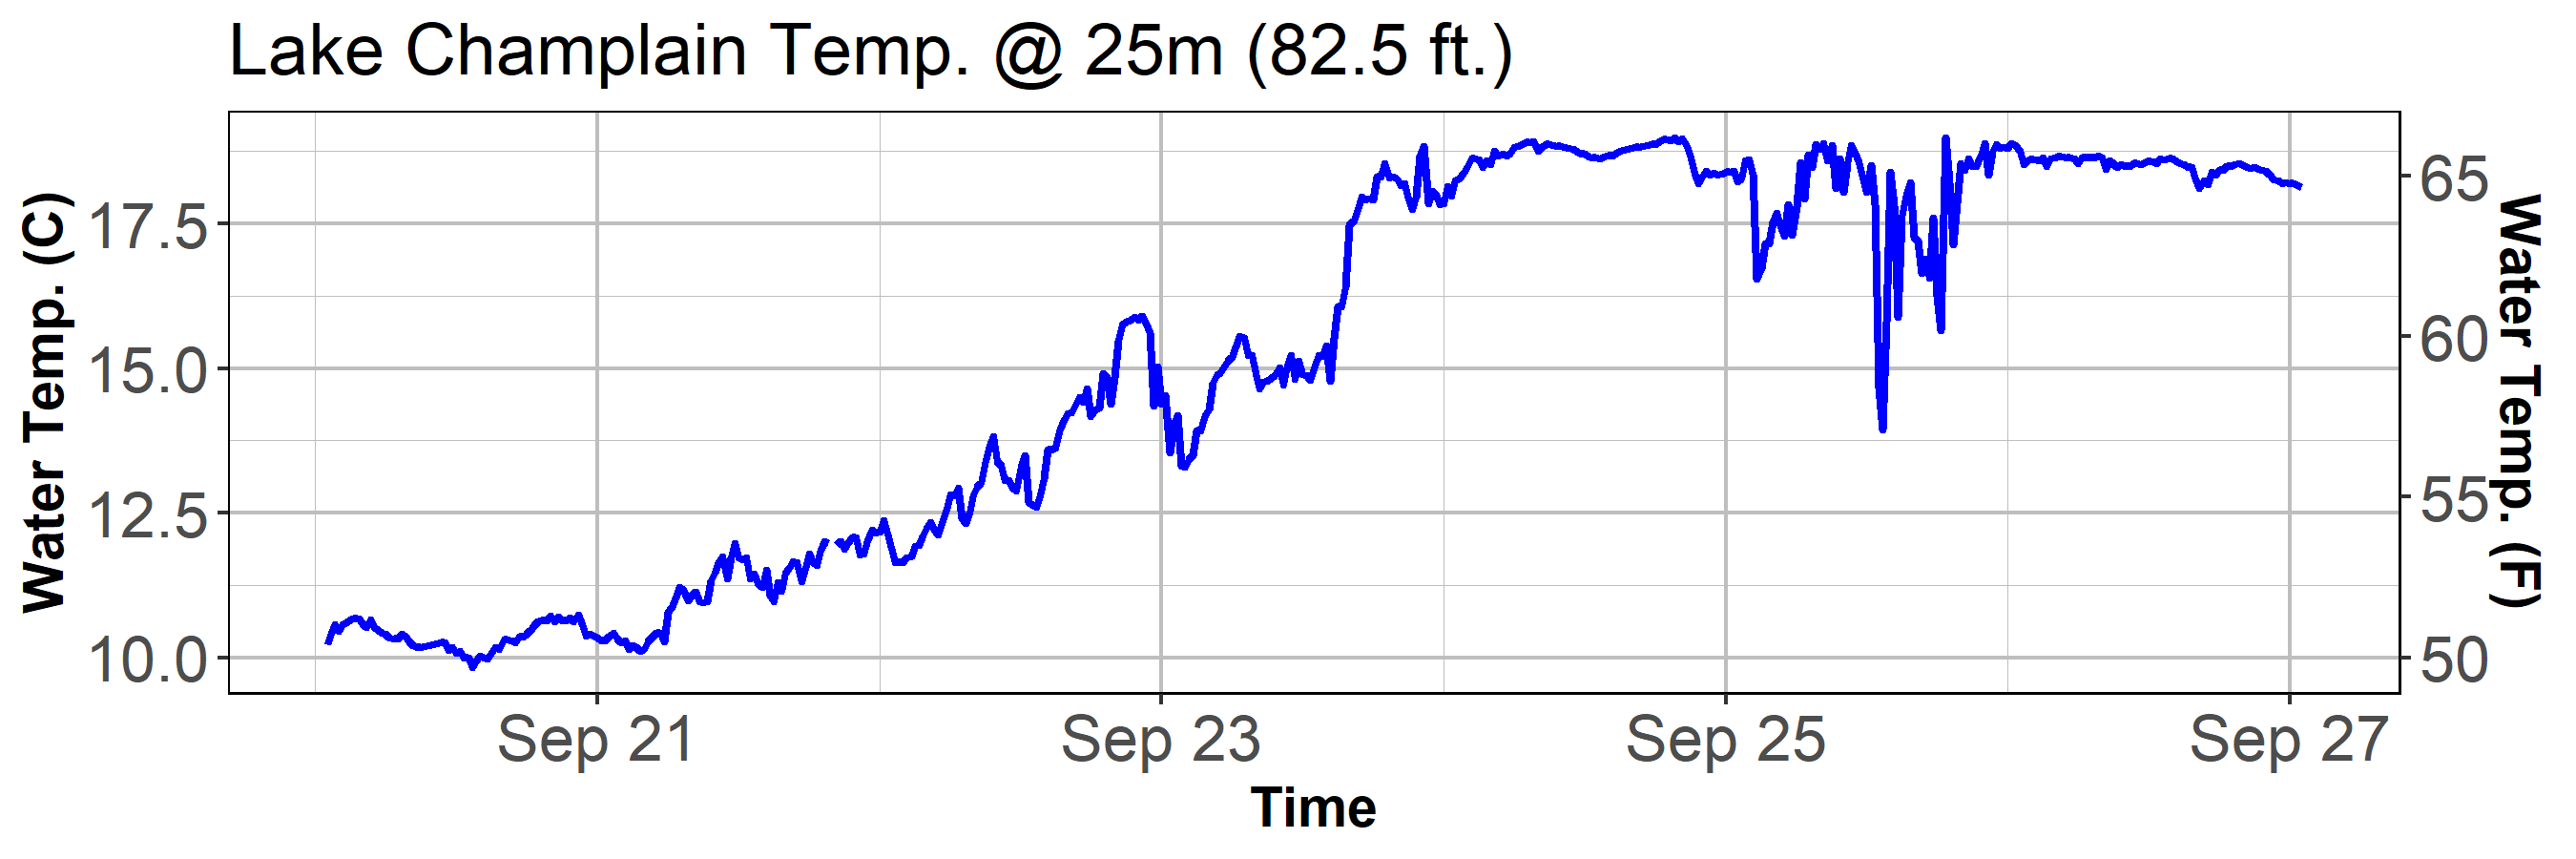 Lake Champlain Temp. @ 25m (82.5 ft.)
Water Temp. (C)
17.5
15.0
12.5
10.0
65
60
55
50
Water Temp. (F)
Sep 21
Sep 23
Sep 25
Sep 27
Time